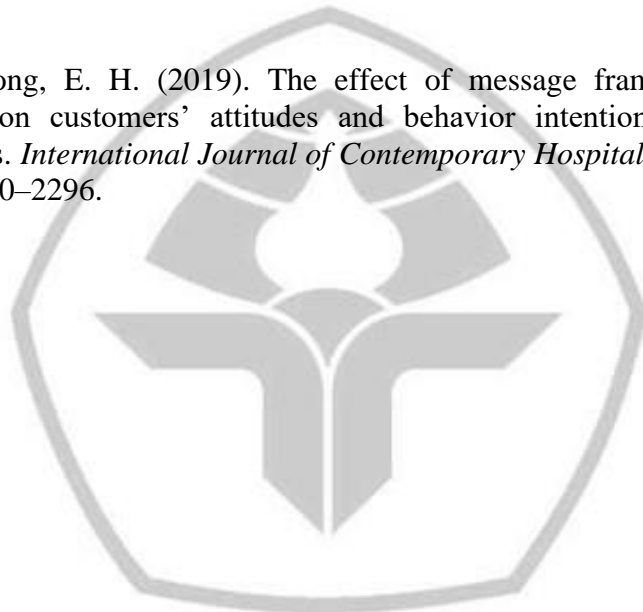 ong, E. H. (2019). The effect of message fram
on customers’ attitudes and behavior intention
s. International Journal of Contemporary Hospital
0–2296.